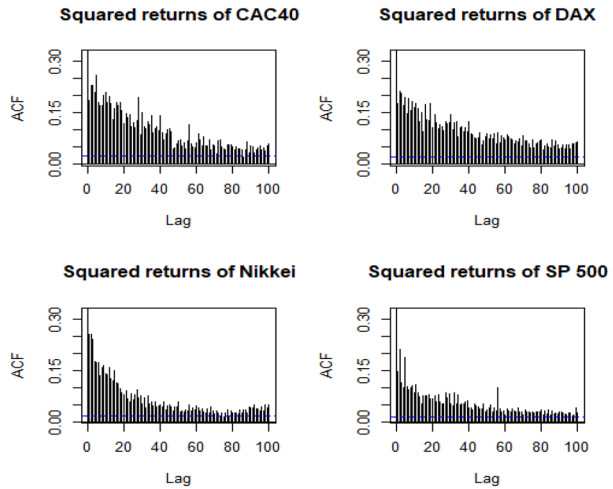 Squared returns of CAC40
ACF
0.30
0.15
0.00
0 20 40 60 80 100
Lag
Squared returns of DAX
ACF
0.30
0.15
0.00
0 20 40 60 80 100
Lag
Squared returns of Nikkei
ACF
0.30
0.15
0.00
0 20 40 60 80 100
Lag
Squared returns of SP 500
ACF
0.30
0.15
0.00
0 20 40 60 80 100
Lag